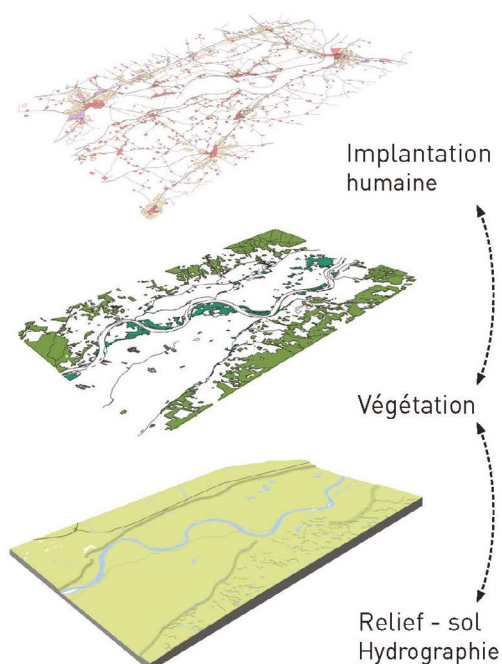 Implantation
humaine
Végétation
Relief - sol
Hydrographie